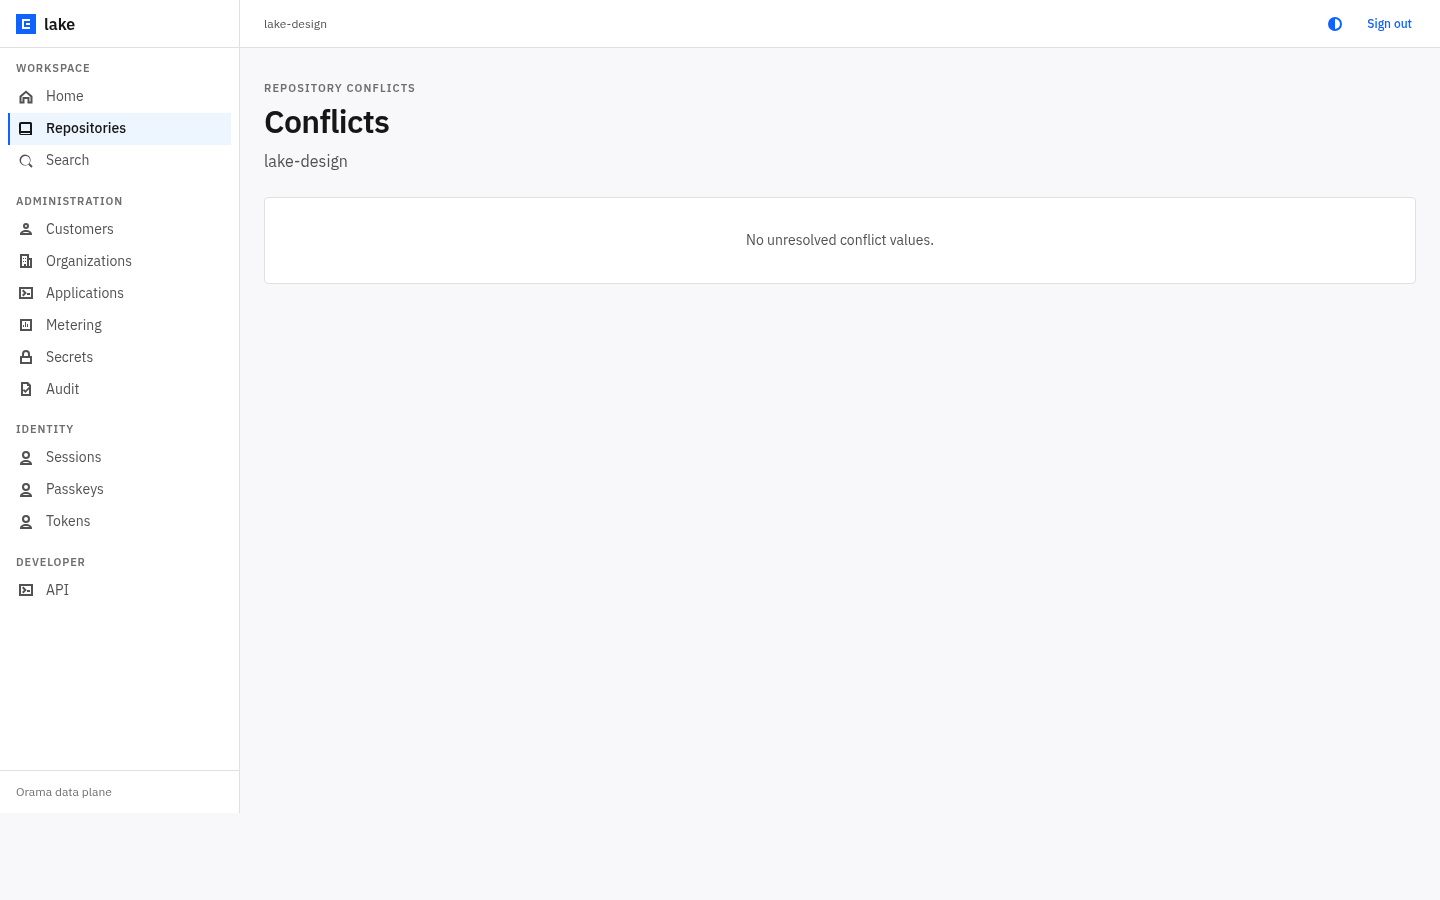 lake
lake-design
Sign out
WORKSPACE
Home
Repositories
Search
ADMINISTRATION
Customers
Organizations
Applications
Metering
Secrets
Audit
IDENTITY
Sessions
Passkeys
Tokens
DEVELOPER
API
Orama data plane
REPOSITORY CONFLICTS
Conflicts
lake-design
No unresolved conflict values.